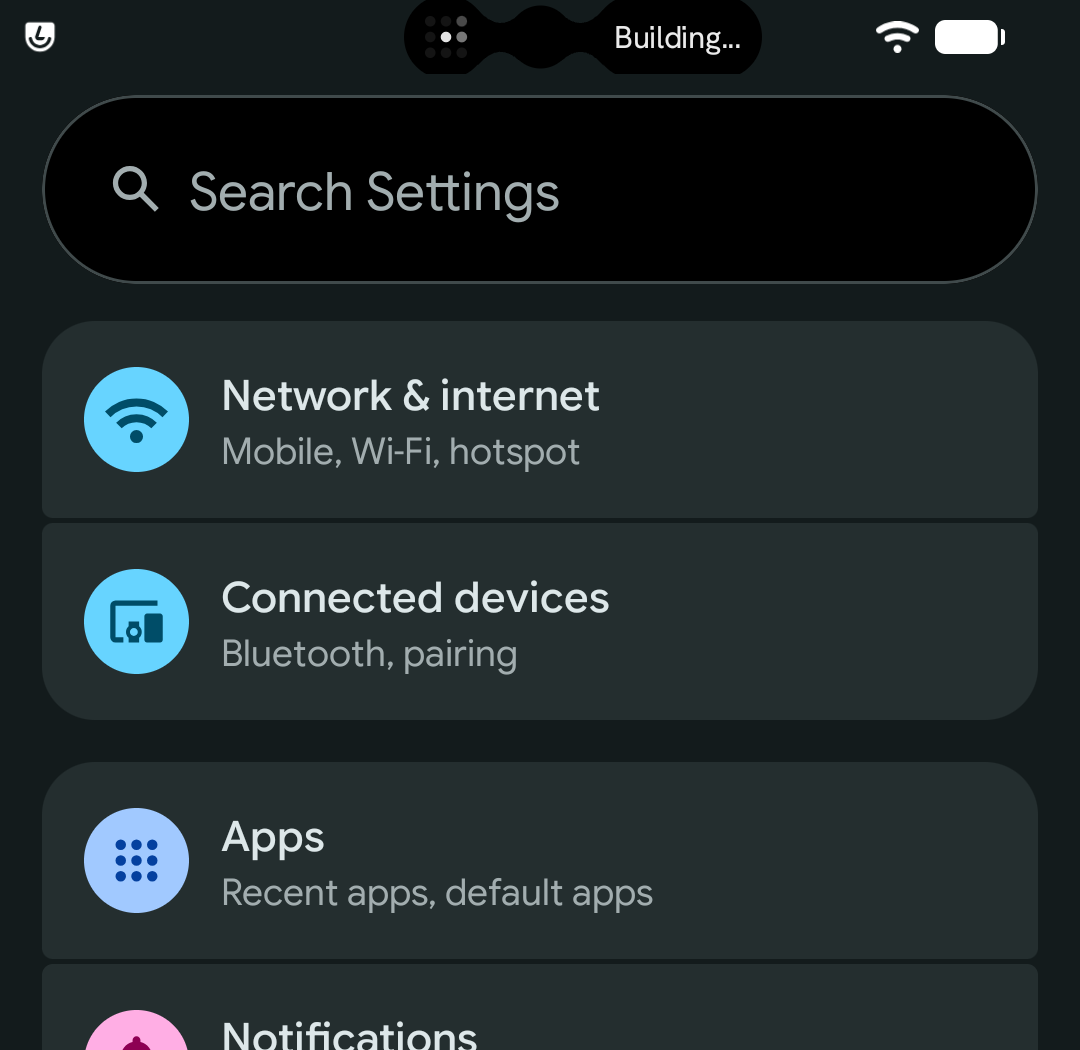 Building...
Search Settings
Network & internet
Mobile, Wi-Fi, hotspot
Connected devices
Bluetooth, pairing
Apps
Recent apps, default apps
Notifications